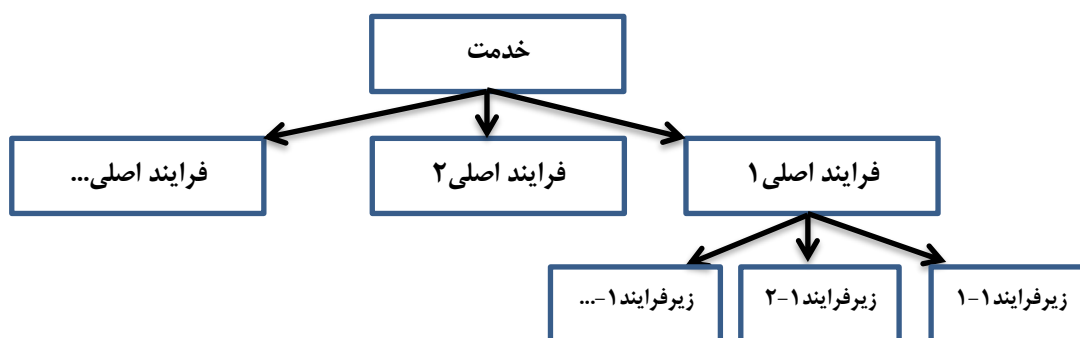 خدمت
فرایند اصلی۱
فرایند اصلی۲
فرایند اصلی...
زیرفرایند۱-۱
زیرفرایند۱-۲
زیرفرایند۱-...